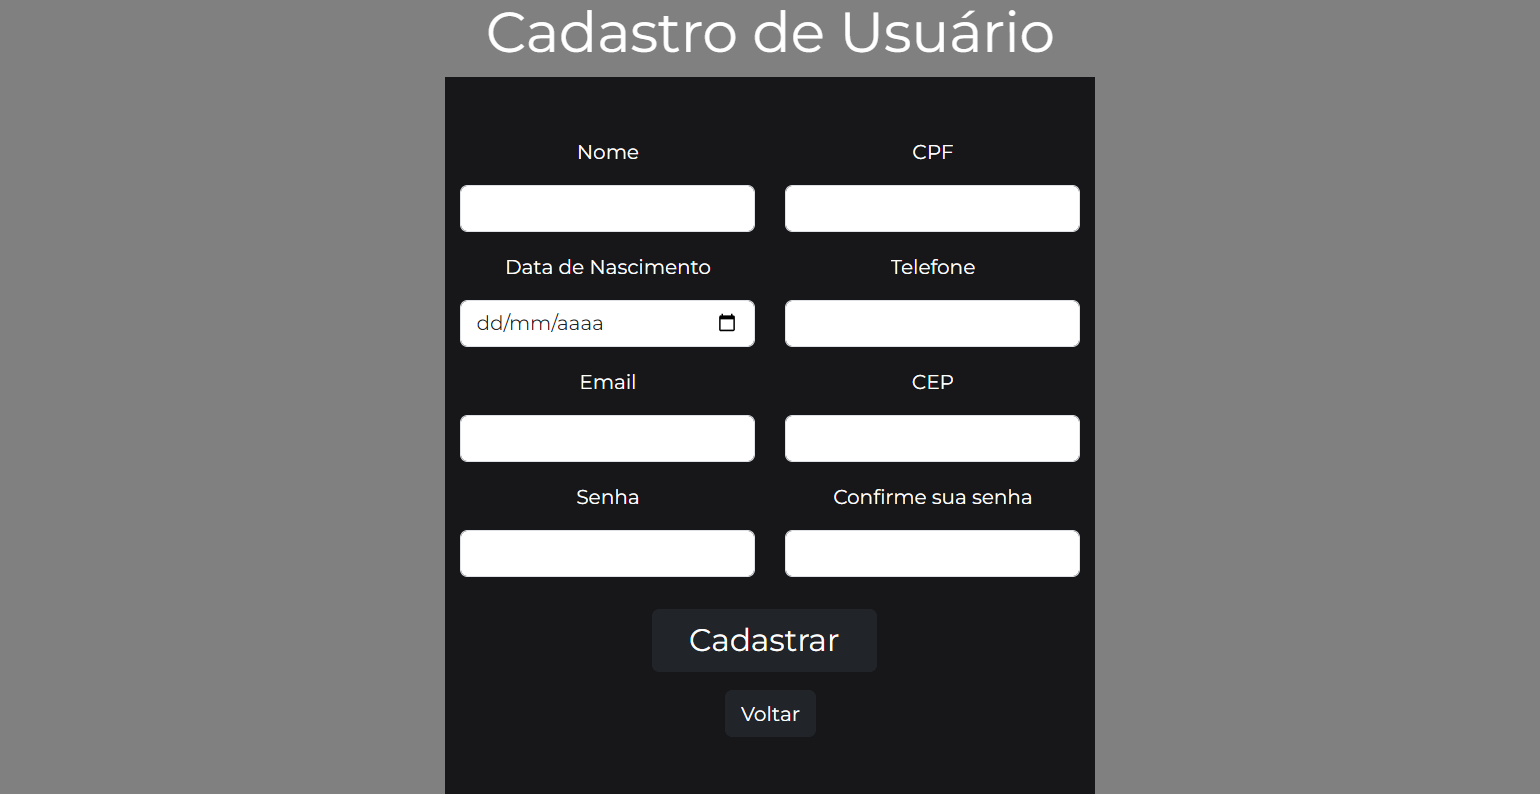 Cadastro de Usuário
Nome
CPF
Data de Nascimento
Telefone
dd/mm/aaaa
Email
CEP
Senha
Confirme sua senha
Cadastrar
Voltar